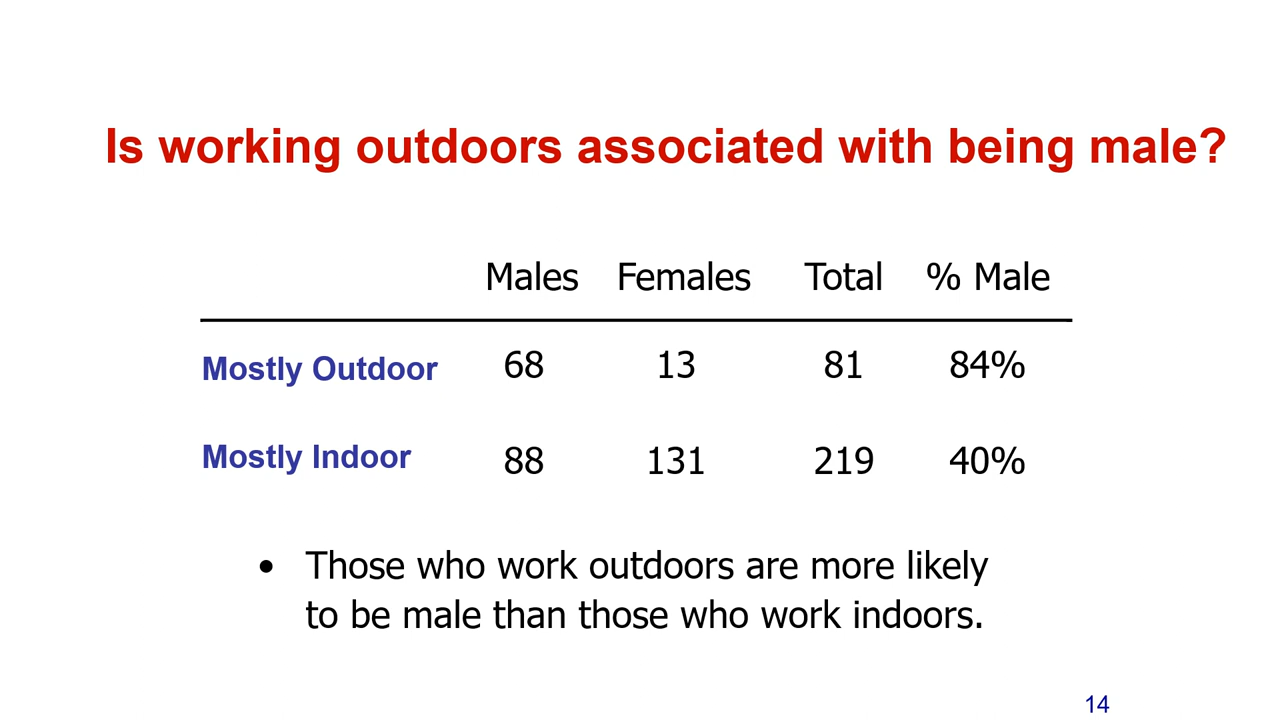 Is working outdoors associated with being male?
Males Females Total % Male
Mostly Outdoor 68 13 81 84%
Mostly Indoor 88 131 219 40%
• Those who work outdoors are more likely
to be male than those who work indoors.
14